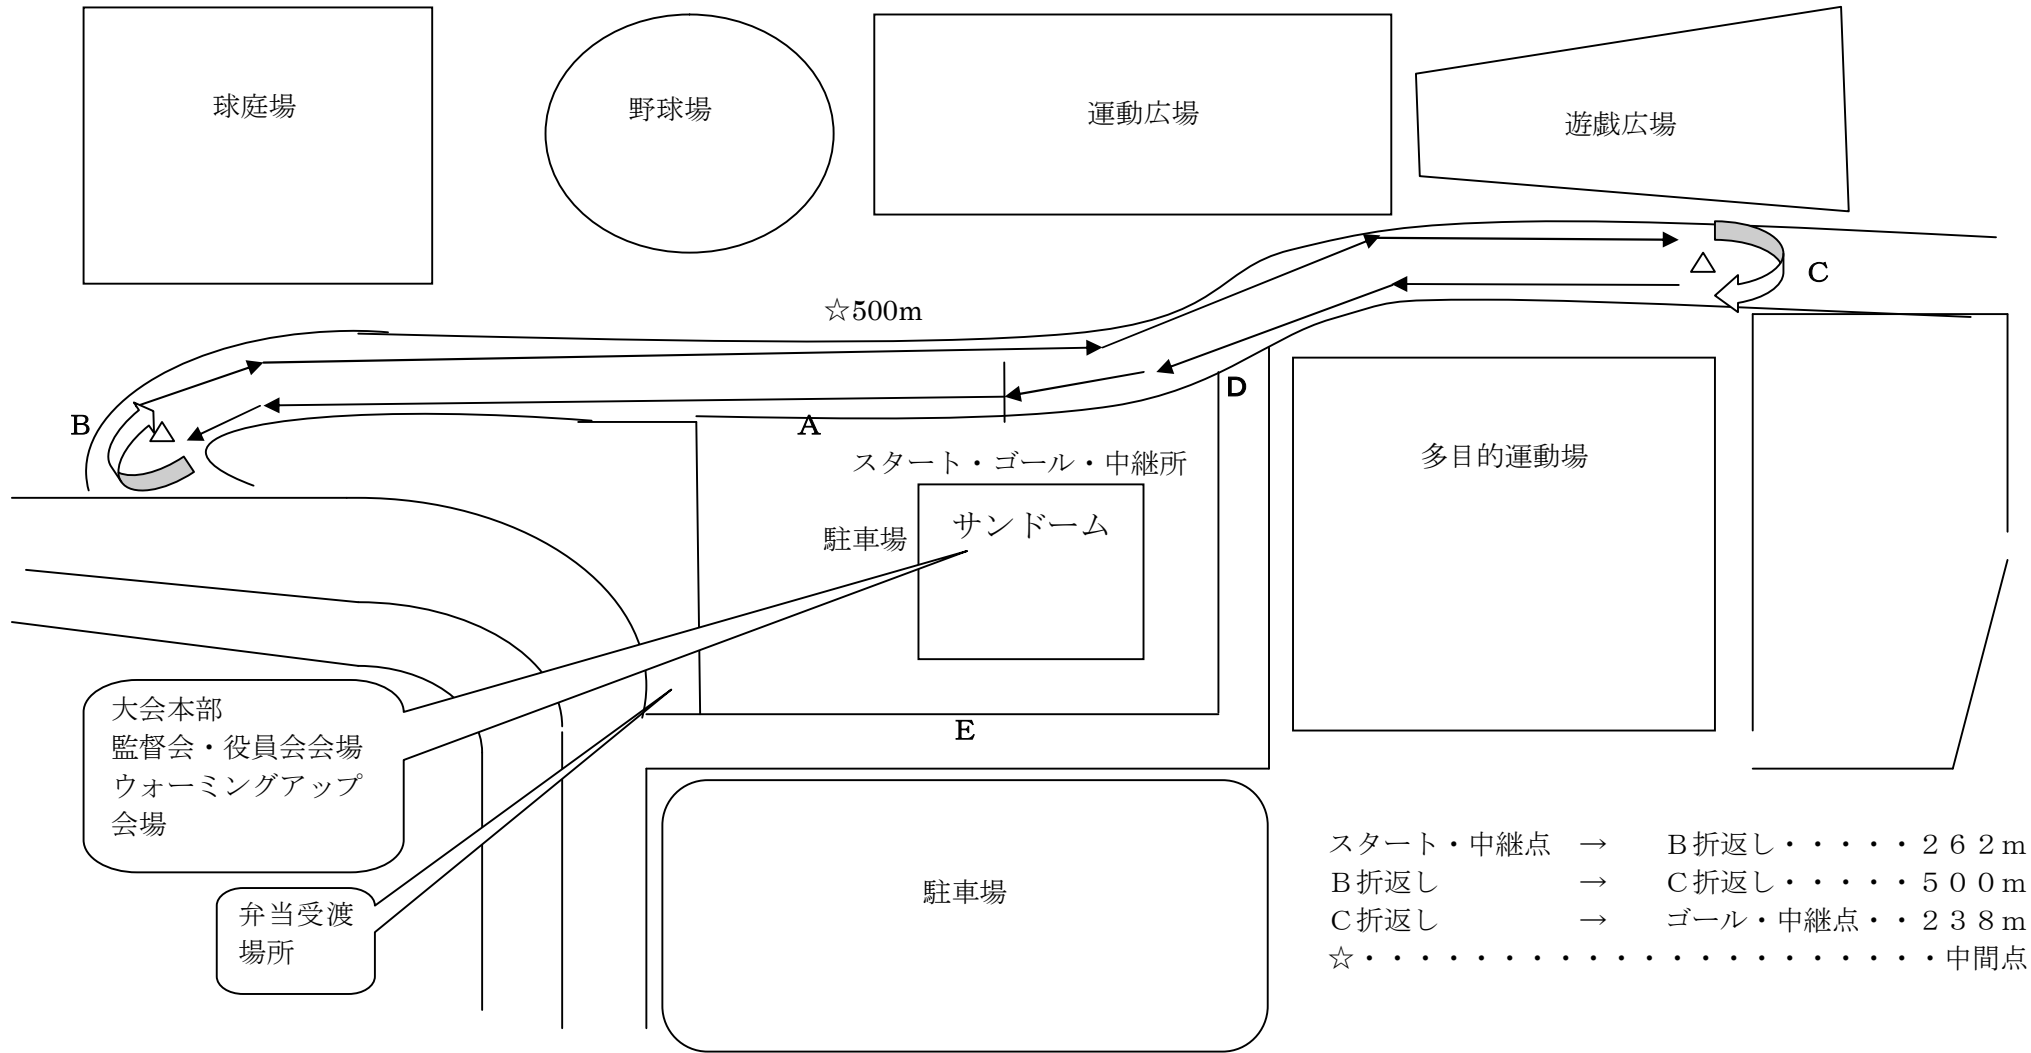 球庭場
野球場
運動広場
遊戯広場
☆500m
C
B
A
D
スタート・ゴール・中継所
多目的運動場
サンドーム
駐車場
大会本部
監督会・役員会会場
ウォーミングアップ
会場
E
弁当受渡
場所
駐車場
スタート・中継点 → B折返し・・・・・262m
B折返し → C折返し・・・・・500m
C折返し → ゴール・中継点・・238m
☆・・・・・・・・・・・・・・・・・・・・・中間点